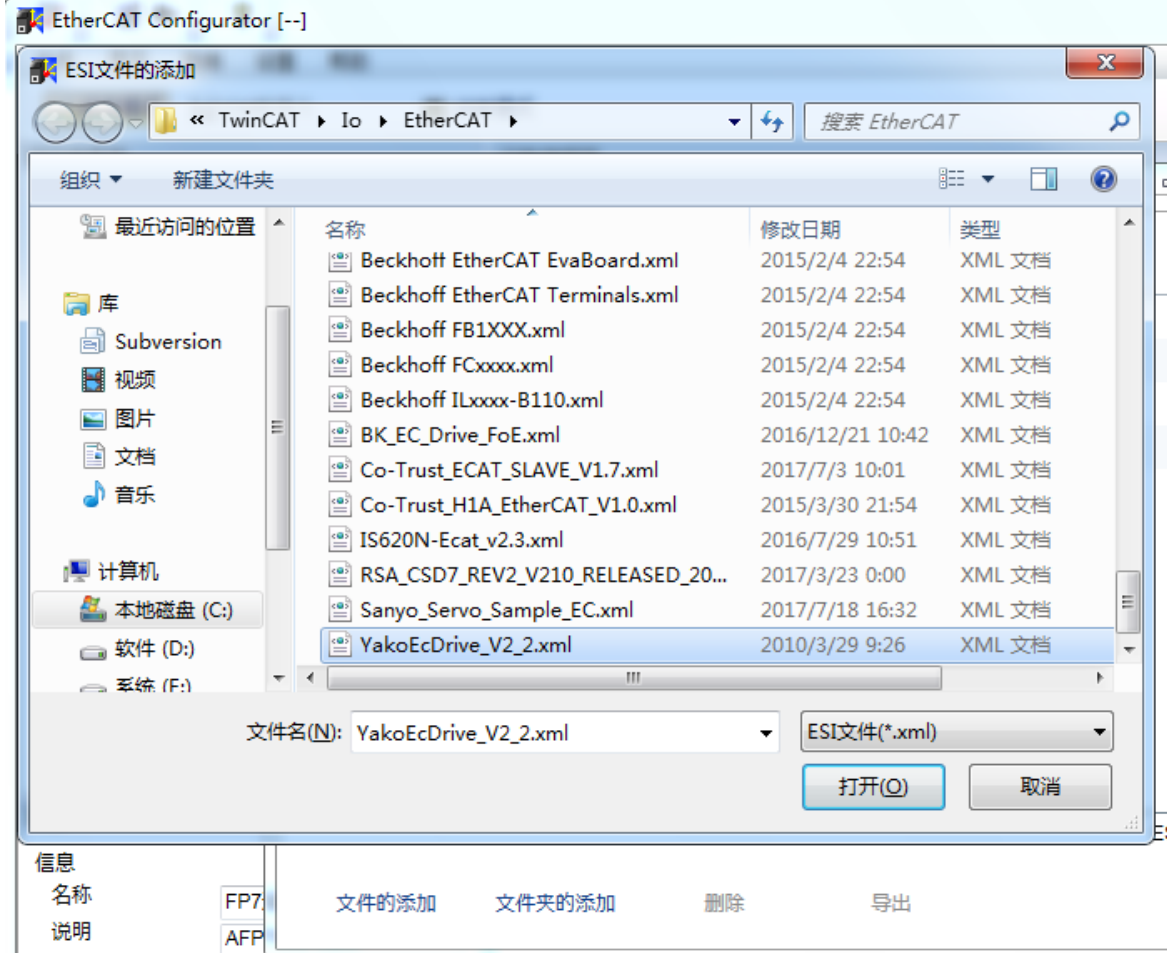 EtherCAT Configurator [--]
ESI文件的添加
« TwinCAT Io EtherCAT
搜索 EtherCAT
组织 新建文件夹
最近访问的位置
库
Subversion
视频
图片
文档
音乐
计算机
本地磁盘 (C:)
软件 (D:)
系统 (E:)
名称 修改日期 类型
Beckhoff EtherCAT EvaBoard.xml 2015/2/4 22:54 XML 文档
Beckhoff EtherCAT Terminals.xml 2015/2/4 22:54 XML 文档
Beckhoff FB1XXX.xml 2015/2/4 22:54 XML 文档
Beckhoff FCxxxx.xml 2015/2/4 22:54 XML 文档
Beckhoff ILxxxx-B110.xml 2015/2/4 22:54 XML 文档
BK_EC_Drive_FoE.xml 2016/12/21 10:42 XML 文档
Co-Trust_ECAT_SLAVE_V1.7.xml 2017/7/3 10:01 XML 文档
Co-Trust_H1A_EtherCAT_V1.0.xml 2015/3/30 21:54 XML 文档
IS620N-Ecat_v2.3.xml 2016/7/29 10:51 XML 文档
RSA_CSD7_REV2_V210_RELEASED_20... 2017/3/23 0:00 XML 文档
Sanyo_Servo_Sample_EC.xml 2017/7/18 16:32 XML 文档
YakoEcDrive_V2_2.xml 2010/3/29 9:26 XML 文档
文件名(N): YakoEcDrive_V2_2.xml ESI文件(*.xml)
打开(O) 取消
信息
名称 FP7
说明 AFP
文件的添加 文件夹的添加 删除 导出